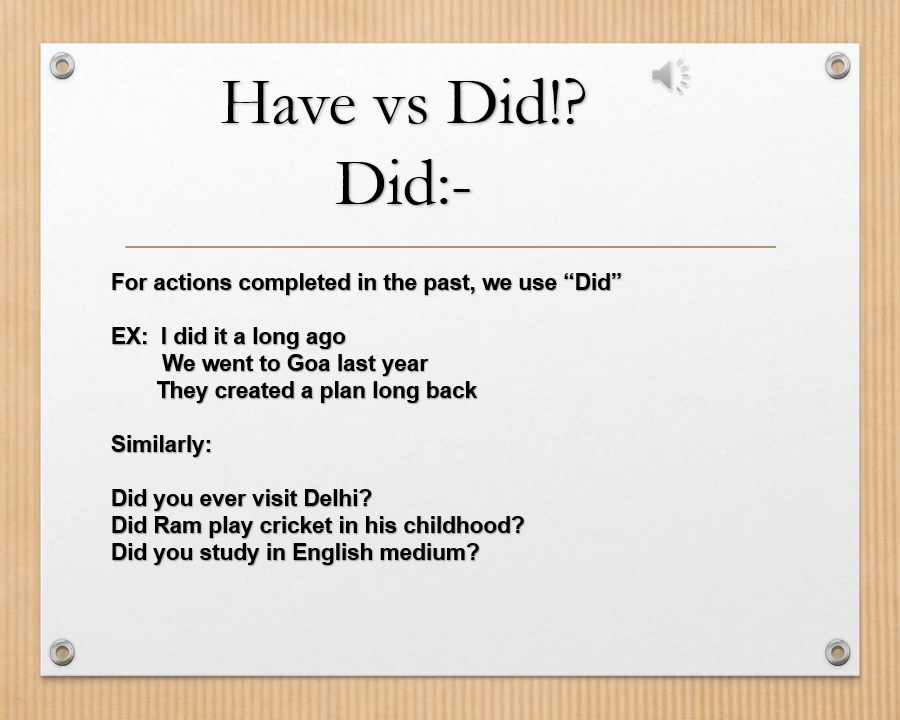 Have vs Did!?
Did:-
For actions completed in the past, we use “Did”
EX: I did it a long ago
We went to Goa last year
They created a plan long back
Similarly:
Did you ever visit Delhi?
Did Ram play cricket in his childhood?
Did you study in English medium?